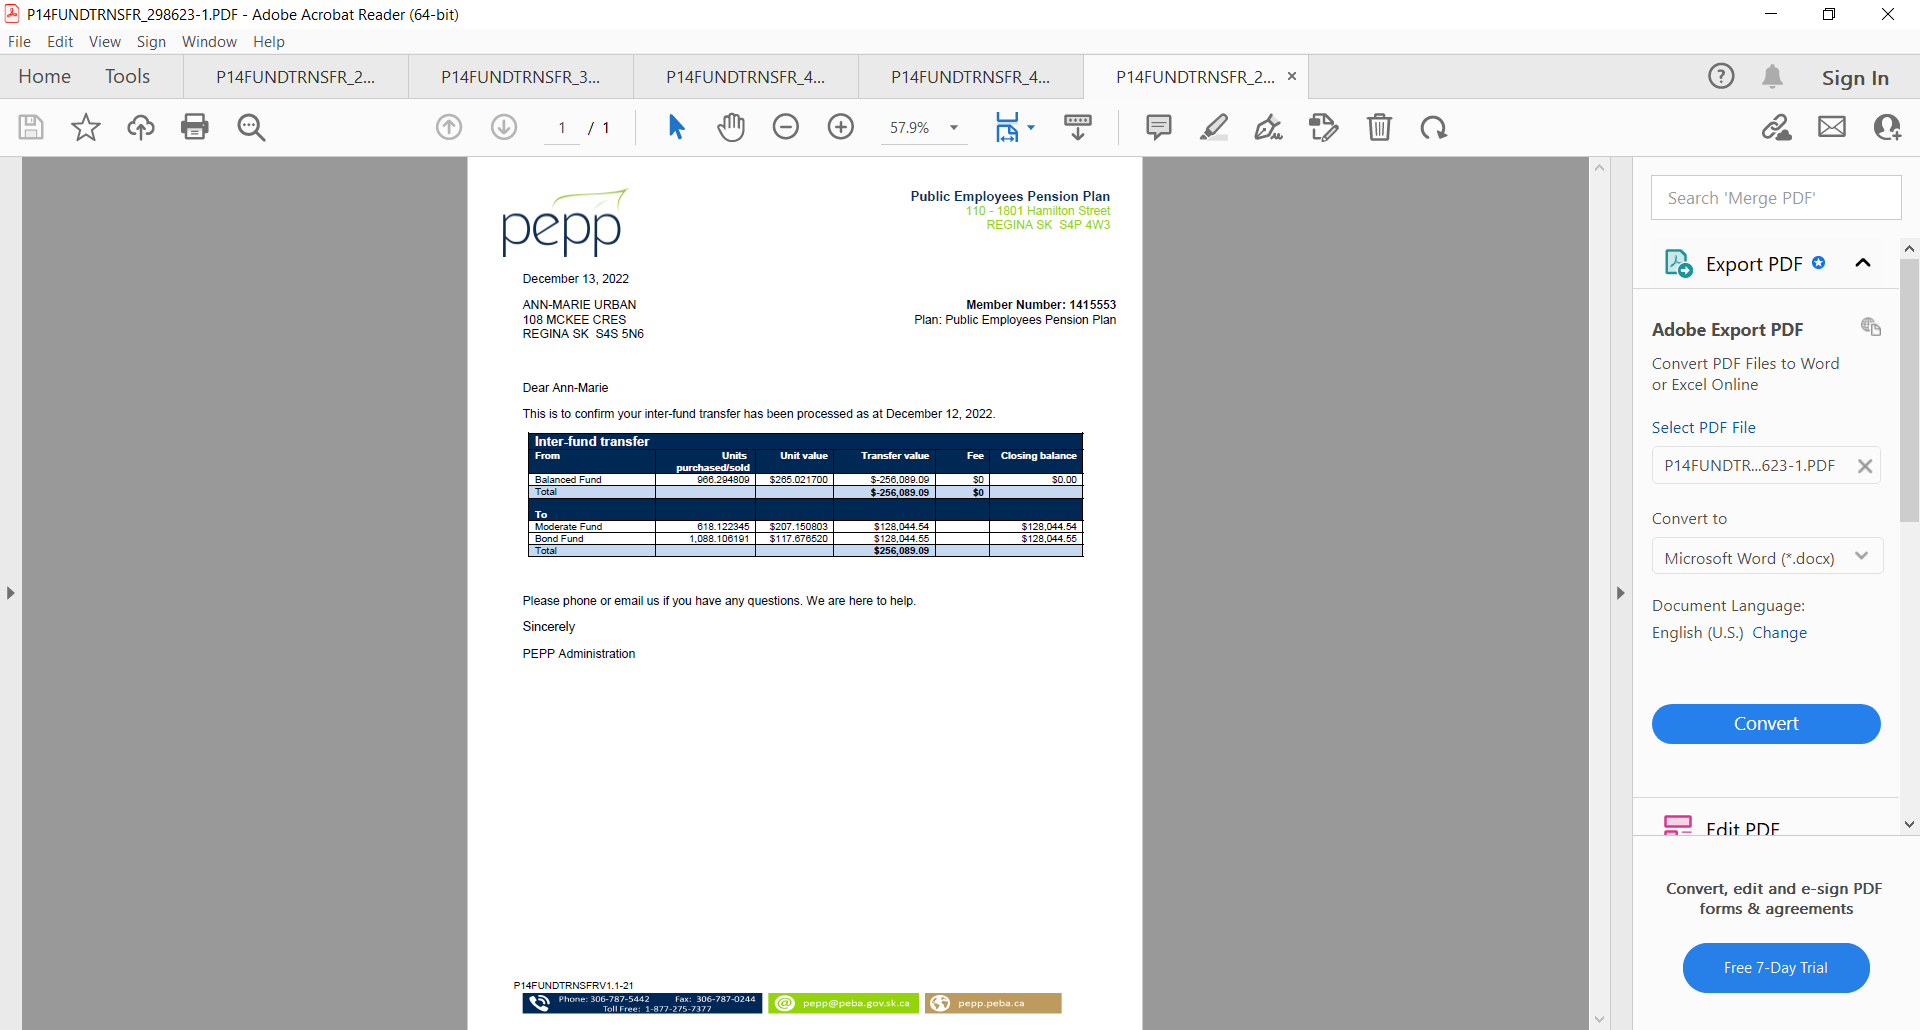 P14FUNDTRNSFR_298623-1.PDF - Adobe Acrobat Reader (64-bit)
File Edit View Sign Window Help
Home Tools P14FUNDTRNSFR_2... P14FUNDTRNSFR_3... P14FUNDTRNSFR_4... P14FUNDTRNSFR_4... P14FUNDTRNSFR_2... × Sign In
1 / 1 57.9%
pepp
Public Employees Pension Plan
110 - 1801 Hamilton Street
REGINA SK S4P 4W3
December 13, 2022
ANN-MARIE URBAN
108 MCKEE CRES
REGINA SK S4S 5N6
Member Number: 1415553
Plan: Public Employees Pension Plan
Dear Ann-Marie
This is to confirm your inter-fund transfer has been processed as at December 12, 2022.
Inter-fund transfer
From Units purchased/sold Unit value Transfer value Fee Closing balance
Balanced Fund 966.294809 $265.021700 $-256,089.09 $0 $0.00
Total $-256,089.09 $0
To
Moderate Fund 618.122345 $207.150803 $128,044.54 $128,044.54
Bond Fund 1,088.106191 $117.676520 $128,044.55 $128,044.55
Total $256,089.09
Please phone or email us if you have any questions. We are here to help.
Sincerely
PEPP Administration
P14FUNDTRNSFRV1.1-21
Phone: 306-787-5442 Fax: 306-787-0244
Toll Free: 1-877-275-7377
pepp@peba.gov.sk.ca
pepp.peba.ca
Search 'Merge PDF'
Export PDF
Adobe Export PDF
Convert PDF Files to Word
or Excel Online
Select PDF File
P14FUNDTR...623-1.PDF
Convert to
Microsoft Word (*.docx)
Document Language:
English (U.S.) Change
Convert
Edit PDF
Convert, edit and e-sign PDF
forms & agreements
Free 7-Day Trial